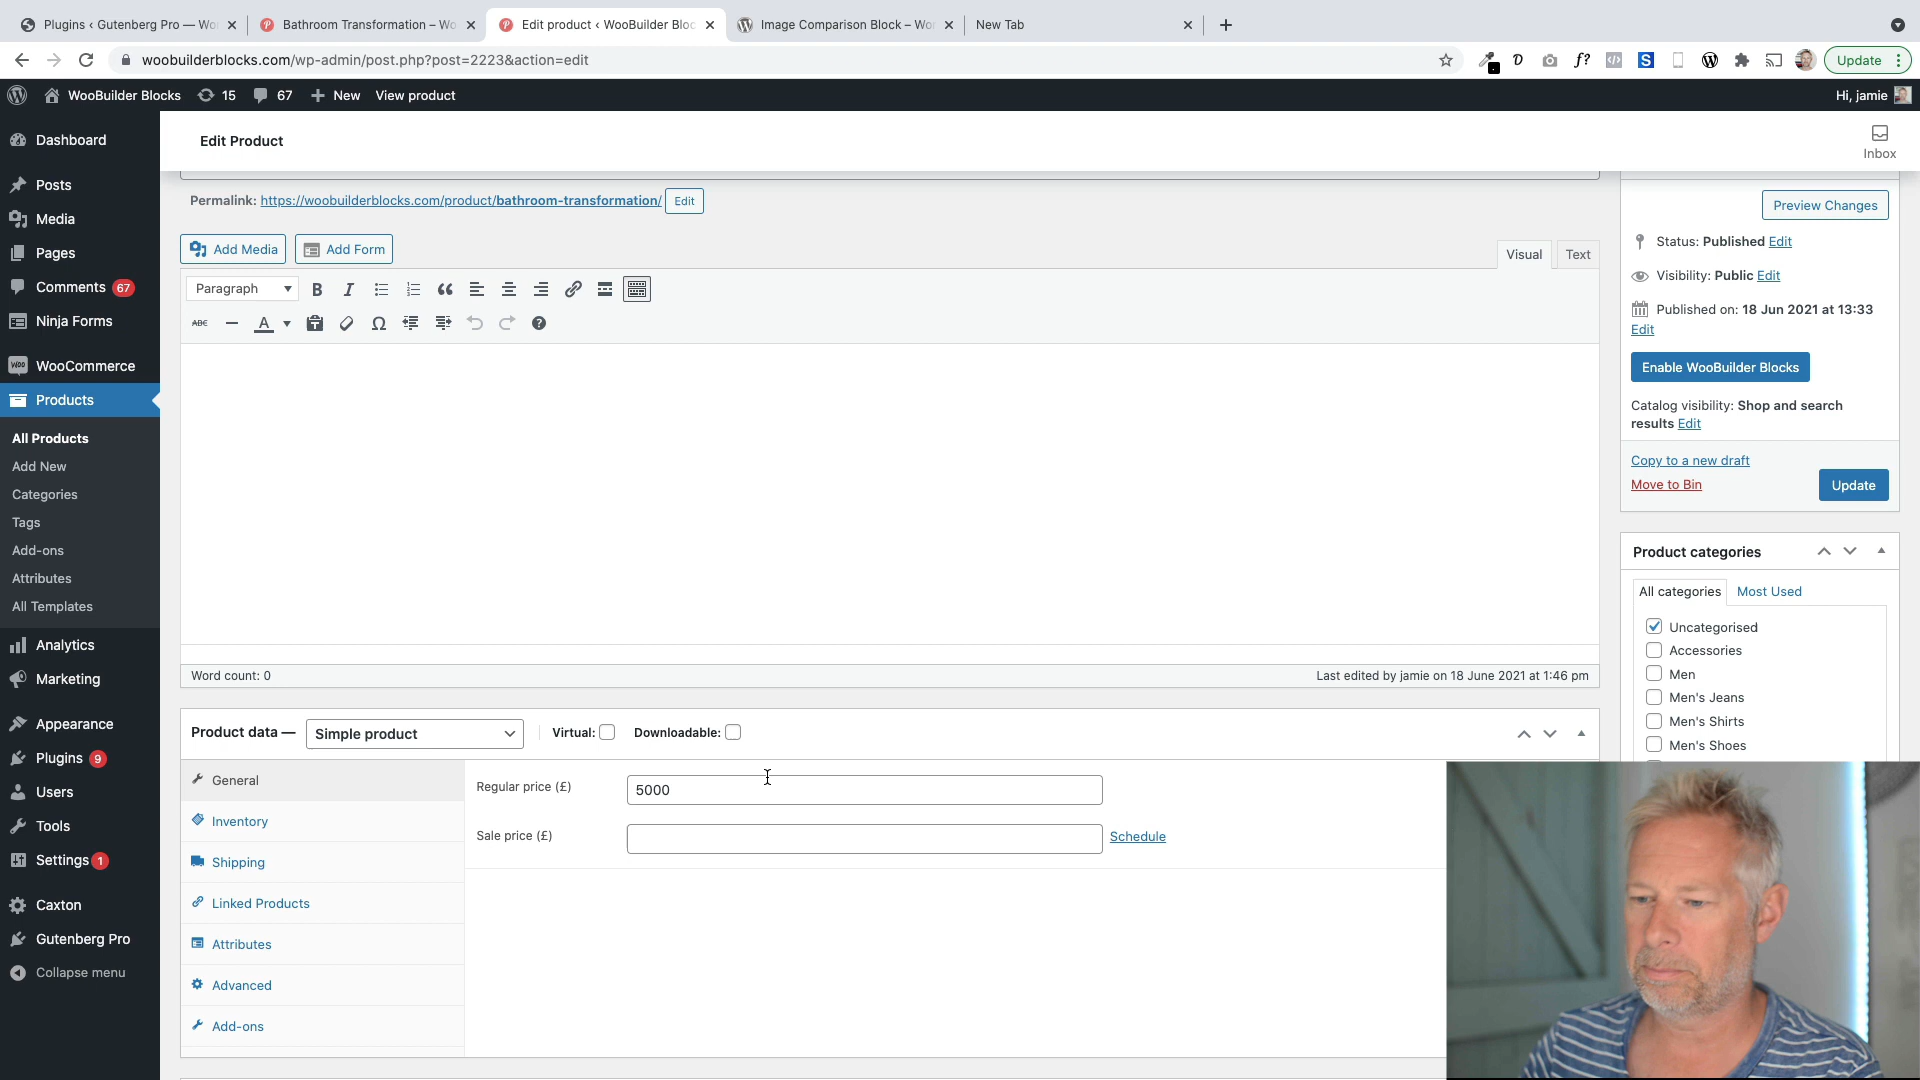 Plugins ‹ Gutenberg Pro — Wo
Bathroom Transformation – Wo
Edit product ‹ WooBuilder Bloc
Image Comparison Block – Wor
New Tab
woobuilderblocks.com/wp-admin/post.php?post=2223&action=edit
Update
WooBuilder Blocks
15
67
New
View product
Hi, jamie
Dashboard
Posts
Media
Pages
Comments 67
Ninja Forms
WooCommerce
Products
All Products
Add New
Categories
Tags
Add-ons
Attributes
All Templates
Analytics
Marketing
Appearance
Plugins 9
Users
Tools
Settings 1
Caxton
Gutenberg Pro
Collapse menu
Edit Product
Inbox
Permalink: https://woobuilderblocks.com/product/bathroom-transformation/ Edit
Add Media
Add Form
Visual
Text
Paragraph
B I
ABC
A
Word count: 0
Last edited by jamie on 18 June 2021 at 1:46 pm
Product data —
Simple product
Virtual:
Downloadable:
General
Inventory
Shipping
Linked Products
Attributes
Advanced
Add-ons
Regular price (£)
5000
Sale price (£)
Schedule
Preview Changes
Status: Published Edit
Visibility: Public Edit
Published on: 18 Jun 2021 at 13:33
Edit
Enable WooBuilder Blocks
Catalog visibility: Shop and search
results Edit
Copy to a new draft
Move to Bin
Update
Product categories
All categories
Most Used
Uncategorised
Accessories
Men
Men's Jeans
Men's Shirts
Men's Shoes